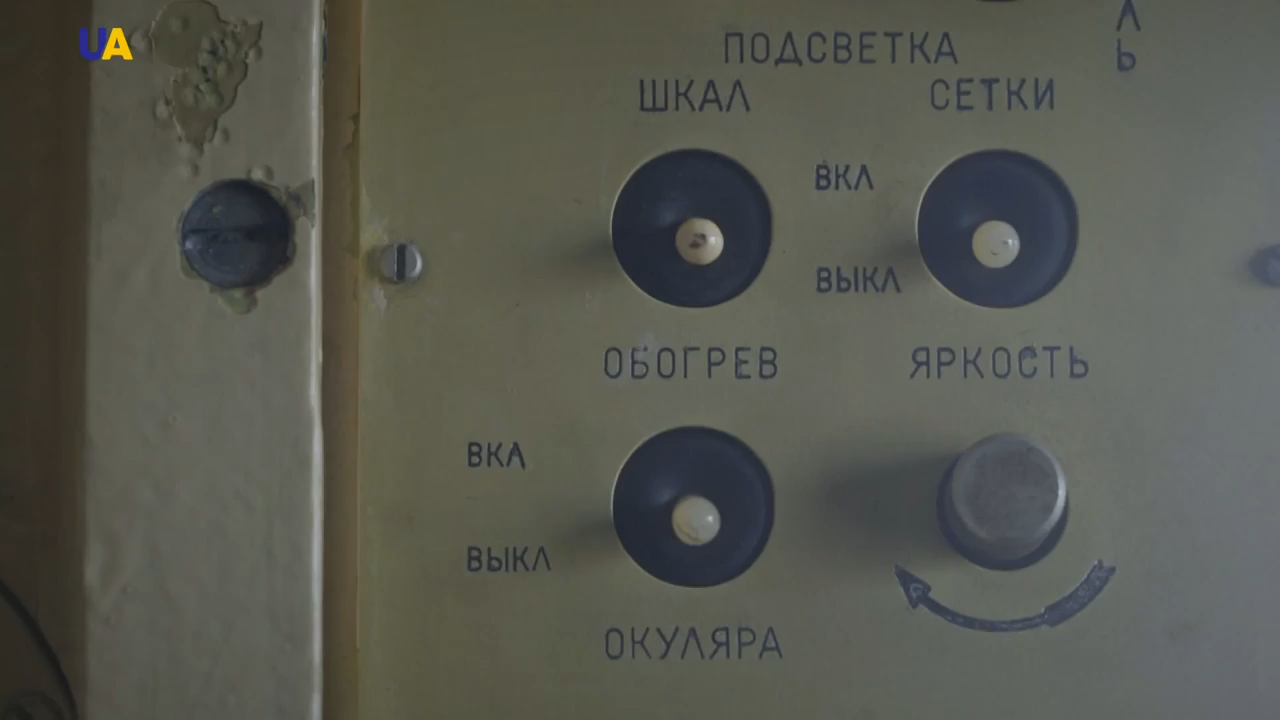 UA
Л
Ь
ПОДСВЕТКА
ШКАЛ СЕТКИ
ВКЛ
ВЫКЛ
ОБОГРЕВ ЯРКОСТЬ
ВКЛ
ВЫКЛ
ОКУЛЯРА